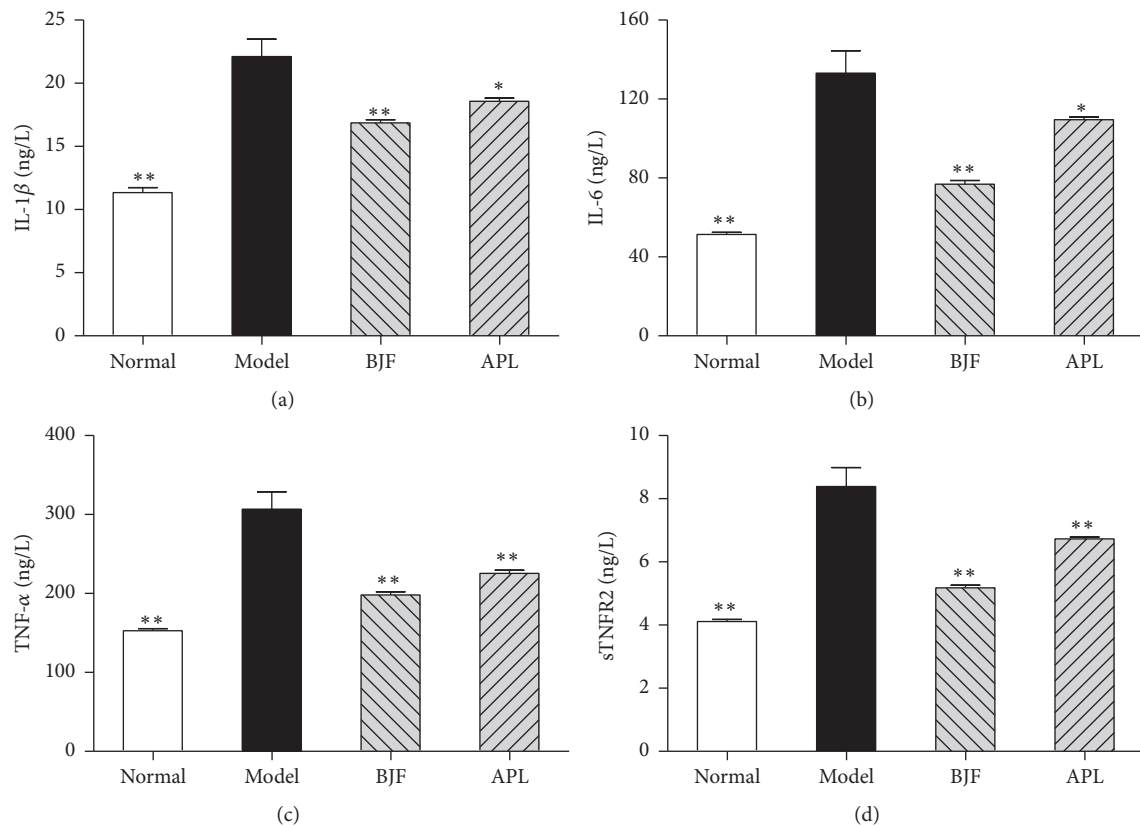 25
20
15
10
5
0
IL-1β (ng/L)
**
**
*
Normal Model BJF APL
(a)
160
120
80
40
0
IL-6 (ng/L)
**
**
*
Normal Model BJF APL
(b)
400
300
200
100
0
TNF-α (ng/L)
**
**
**
Normal Model BJF APL
(c)
10
8
6
4
2
0
sTNFR2 (ng/L)
**
**
**
Normal Model BJF APL
(d)